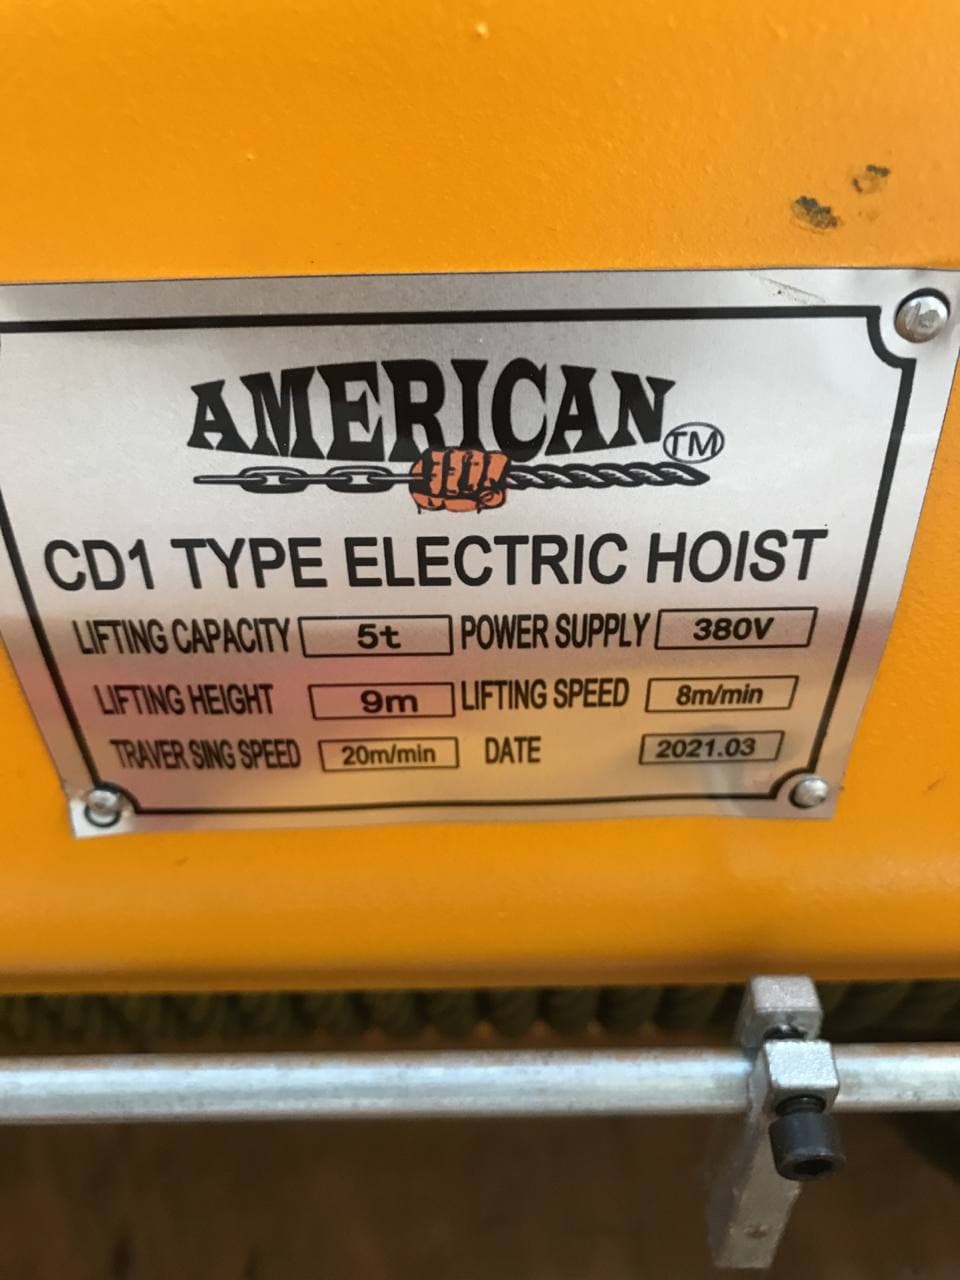 AMERICAN TM
CD1 TYPE ELECTRIC HOIST
LIFTING CAPACITY 5t POWER SUPPLY 380V
LIFTING HEIGHT 9m LIFTING SPEED 8m/min
TRAVER SING SPEED 20m/min DATE 2021.03